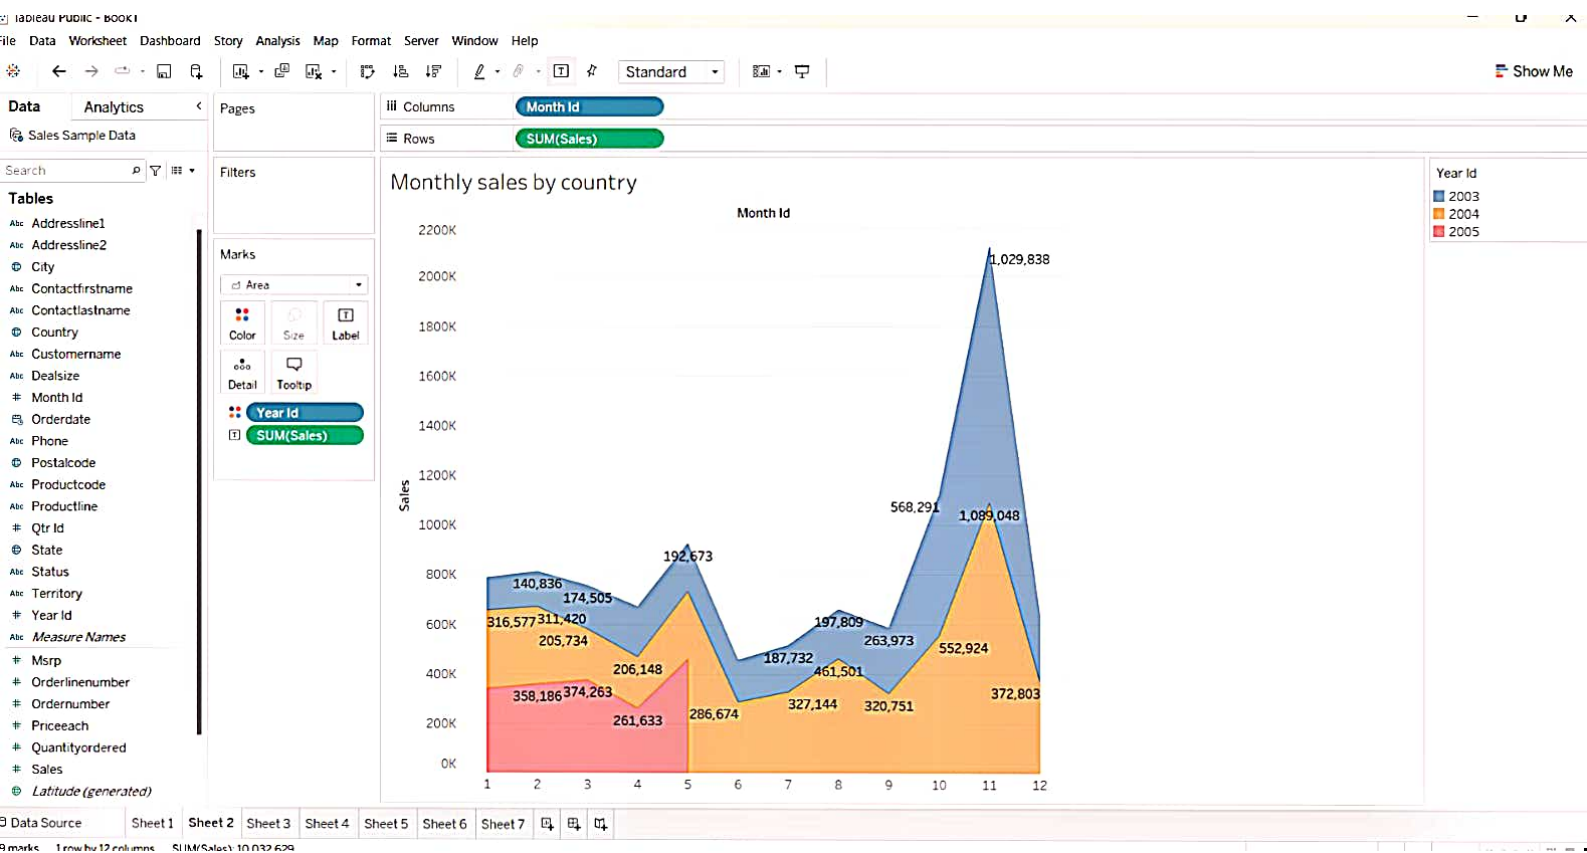 Tableau Public - Book1
File Data Worksheet Dashboard Story Analysis Map Format Server Window Help
Standard
Show Me
Data Analytics
Pages
Columns
Month Id
Sales Sample Data
Rows
SUM(Sales)
Search
Filters
Tables
Addressline1
Addressline2
City
Contactfirstname
Contactlastname
Country
Customername
Dealsize
Month Id
Orderdate
Phone
Postalcode
Productcode
Productline
Qtr Id
State
Status
Territory
Year Id
Measure Names
Msrp
Orderlinenumber
Ordernumber
Priceeach
Quantityordered
Sales
Latitude (generated)
Marks
Area
Color Size Label
Detail Tooltip
Year Id
SUM(Sales)
Monthly sales by country
Month Id
2200K
2000K
1800K
1600K
1400K
1200K
1000K
800K
600K
400K
200K
0K
Sales
1,029,838
568,291
1,089,048
192,673
140,836
174,505
316,577 311,420
205,734
197,809
263,973
187,732
552,924
206,148
461,501
358,186 374,263
372,803
327,144
320,751
261,633
286,674
1 2 3 4 5 6 7 8 9 10 11 12
Year Id
2003
2004
2005
Data Source Sheet 1 Sheet 2 Sheet 3 Sheet 4 Sheet 5 Sheet 6 Sheet 7
9 marks 1 row by 12 columns SUM(Sales): 10,032,629